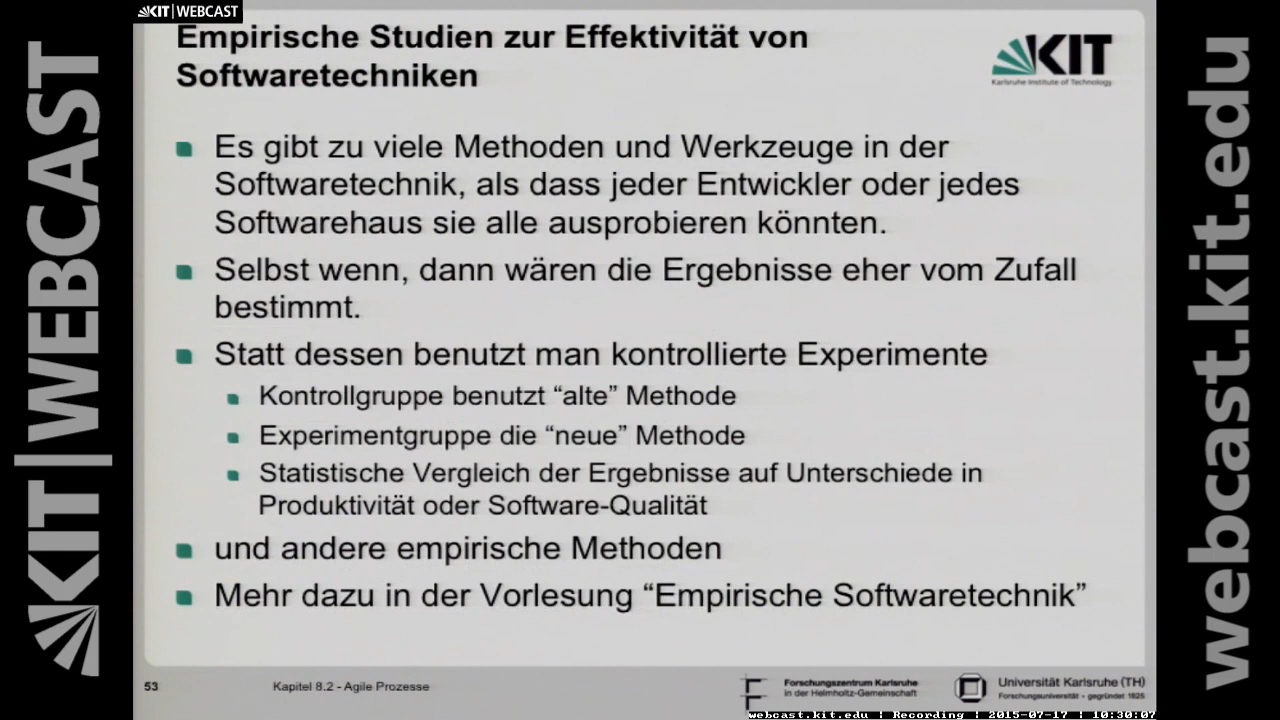 KIT | WEBCAST
KIT | WEBCAST
webcast.kit.edu
Empirische Studien zur Effektivität von
Softwaretechniken
KIT
Karlsruhe Institute of Technology
Es gibt zu viele Methoden und Werkzeuge in der
Softwaretechnik, als dass jeder Entwickler oder jedes
Softwarehaus sie alle ausprobieren könnten.
Selbst wenn, dann wären die Ergebnisse eher vom Zufall
bestimmt.
Statt dessen benutzt man kontrollierte Experimente
Kontrollgruppe benutzt “alte” Methode
Experimentgruppe die “neue” Methode
Statistische Vergleich der Ergebnisse auf Unterschiede in
Produktivität oder Software-Qualität
und andere empirische Methoden
Mehr dazu in der Vorlesung “Empirische Softwaretechnik”
53
Kapitel 8.2 - Agile Prozesse
Forschungszentrum Karlsruhe
in der Helmholtz-Gemeinschaft
Universität Karlsruhe (TH)
Forschungsuniversität - gegründet 1825
webcast.kit.edu | Recording | 2015-07-17 | 10:30:07